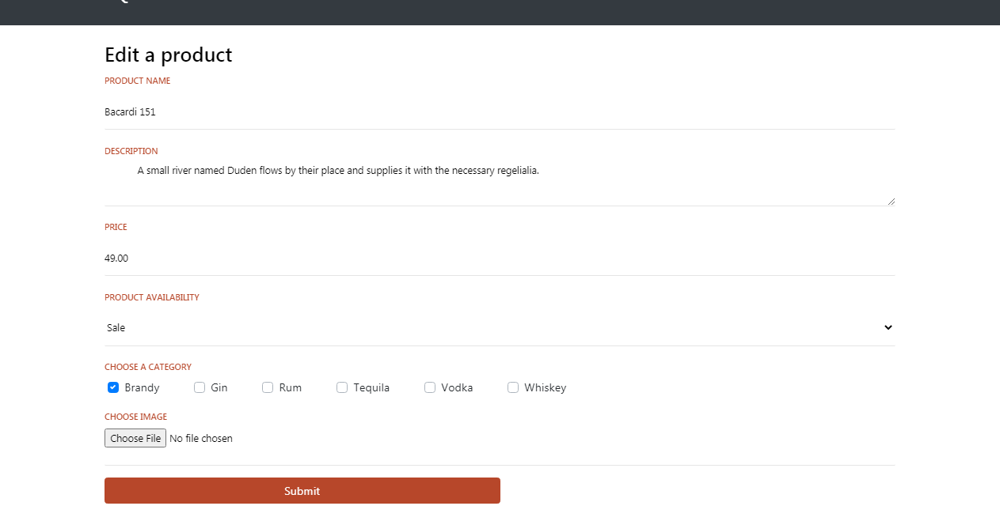 Edit a product
PRODUCT NAME
Bacardi 151
DESCRIPTION
A small river named Duden flows by their place and supplies it with the necessary regelialia.
PRICE
49.00
PRODUCT AVAILABILITY
Sale
CHOOSE A CATEGORY
Brandy Gin Rum Tequila Vodka Whiskey
CHOOSE IMAGE
Choose File No file chosen
Submit